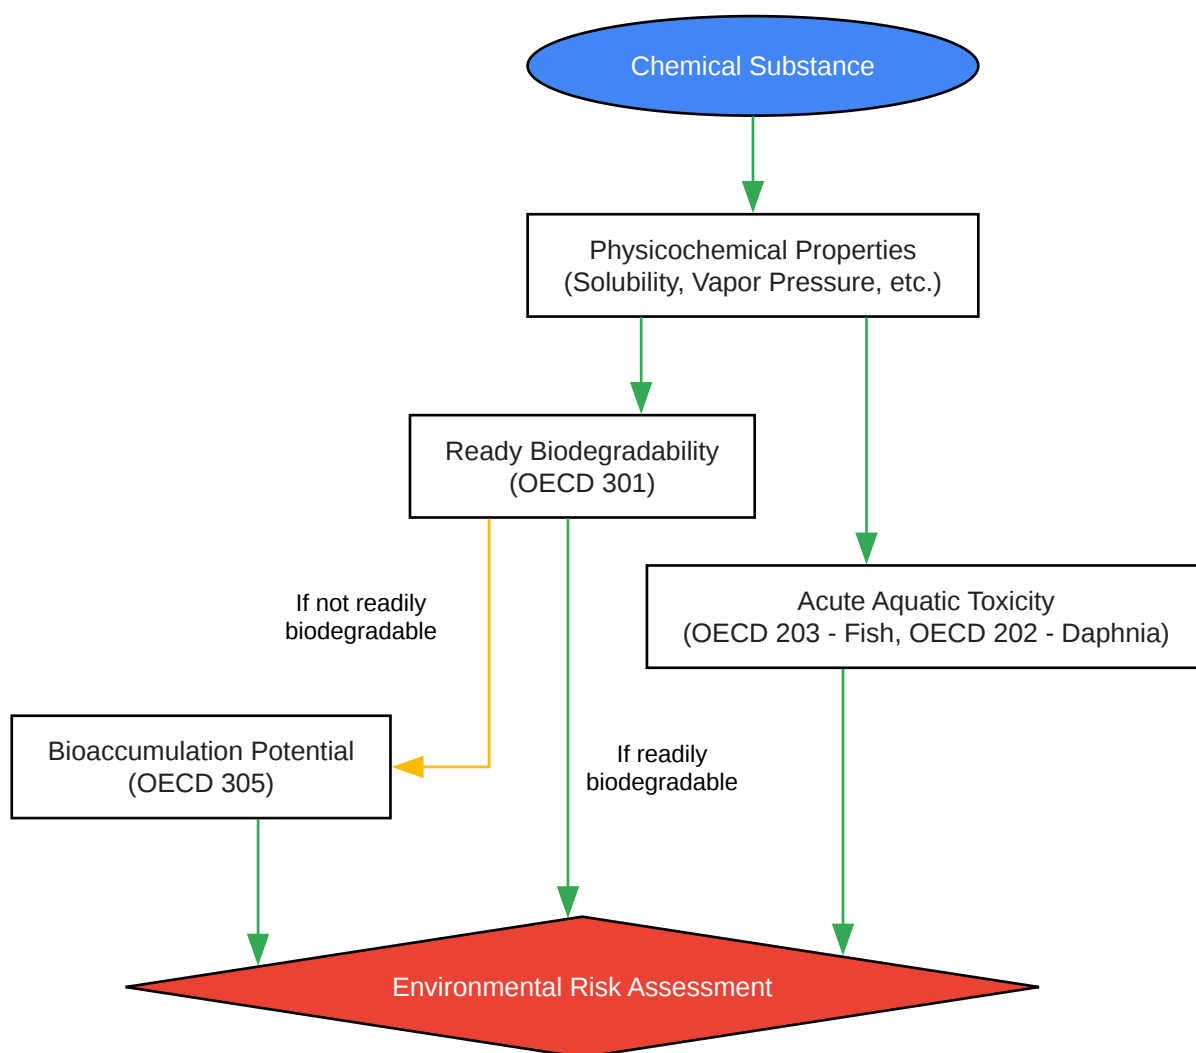 Chemical Substance
Physicochemical Properties
(Solubility, Vapor Pressure, etc.)
Ready Biodegradability
(OECD 301)
If not readily
biodegradable
Acute Aquatic Toxicity
(OECD 203 - Fish, OECD 202 - Daphnia)
Bioaccumulation Potential
(OECD 305)
If readily
biodegradable
Environmental Risk Assessment